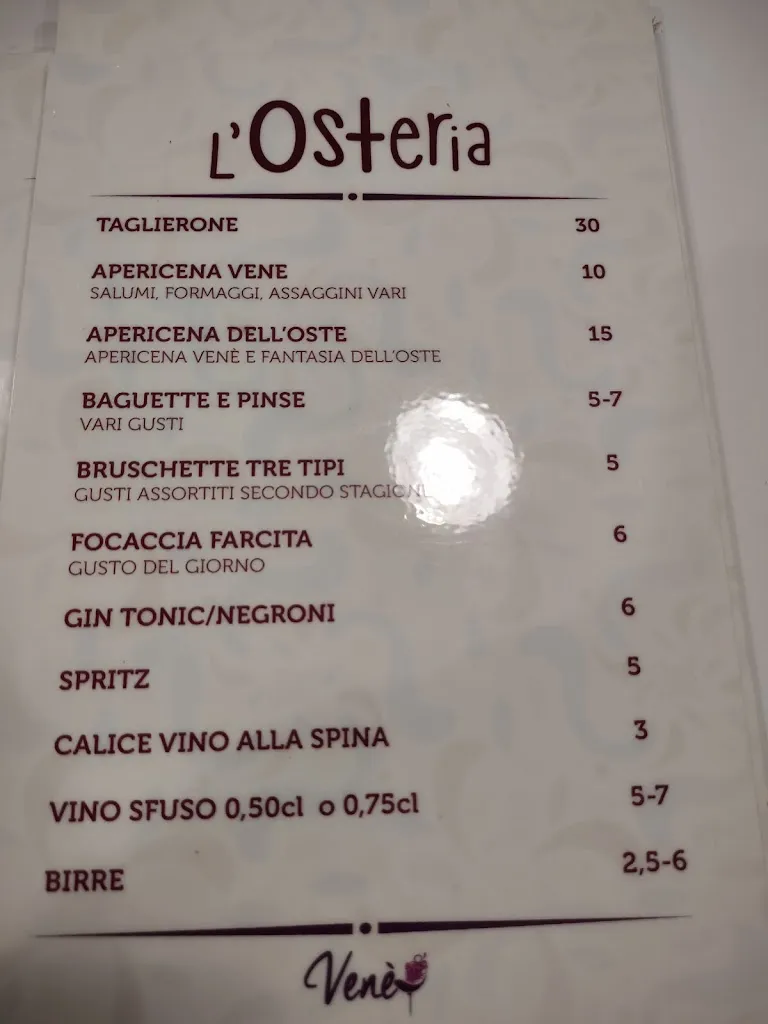 L'Osteria
TAGLIERONE 30
APERICENA VENE 10
SALUMI, FORMAGGI, ASSAGGINI VARI
APERICENA DELL'OSTE 15
APERICENA VENÈ E FANTASIA DELL'OSTE
BAGUETTE E PINSE 5-7
VARI GUSTI
BRUSCHETTE TRE TIPI 5
GUSTI ASSORTITI SECONDO STAGIONE
FOCACCIA FARCITA 6
GUSTO DEL GIORNO
GIN TONIC/NEGRONI 6
SPRITZ 5
CALICE VINO ALLA SPINA 3
VINO SFUSO 0,50cl o 0,75cl 5-7
BIRRE 2,5-6
Venè